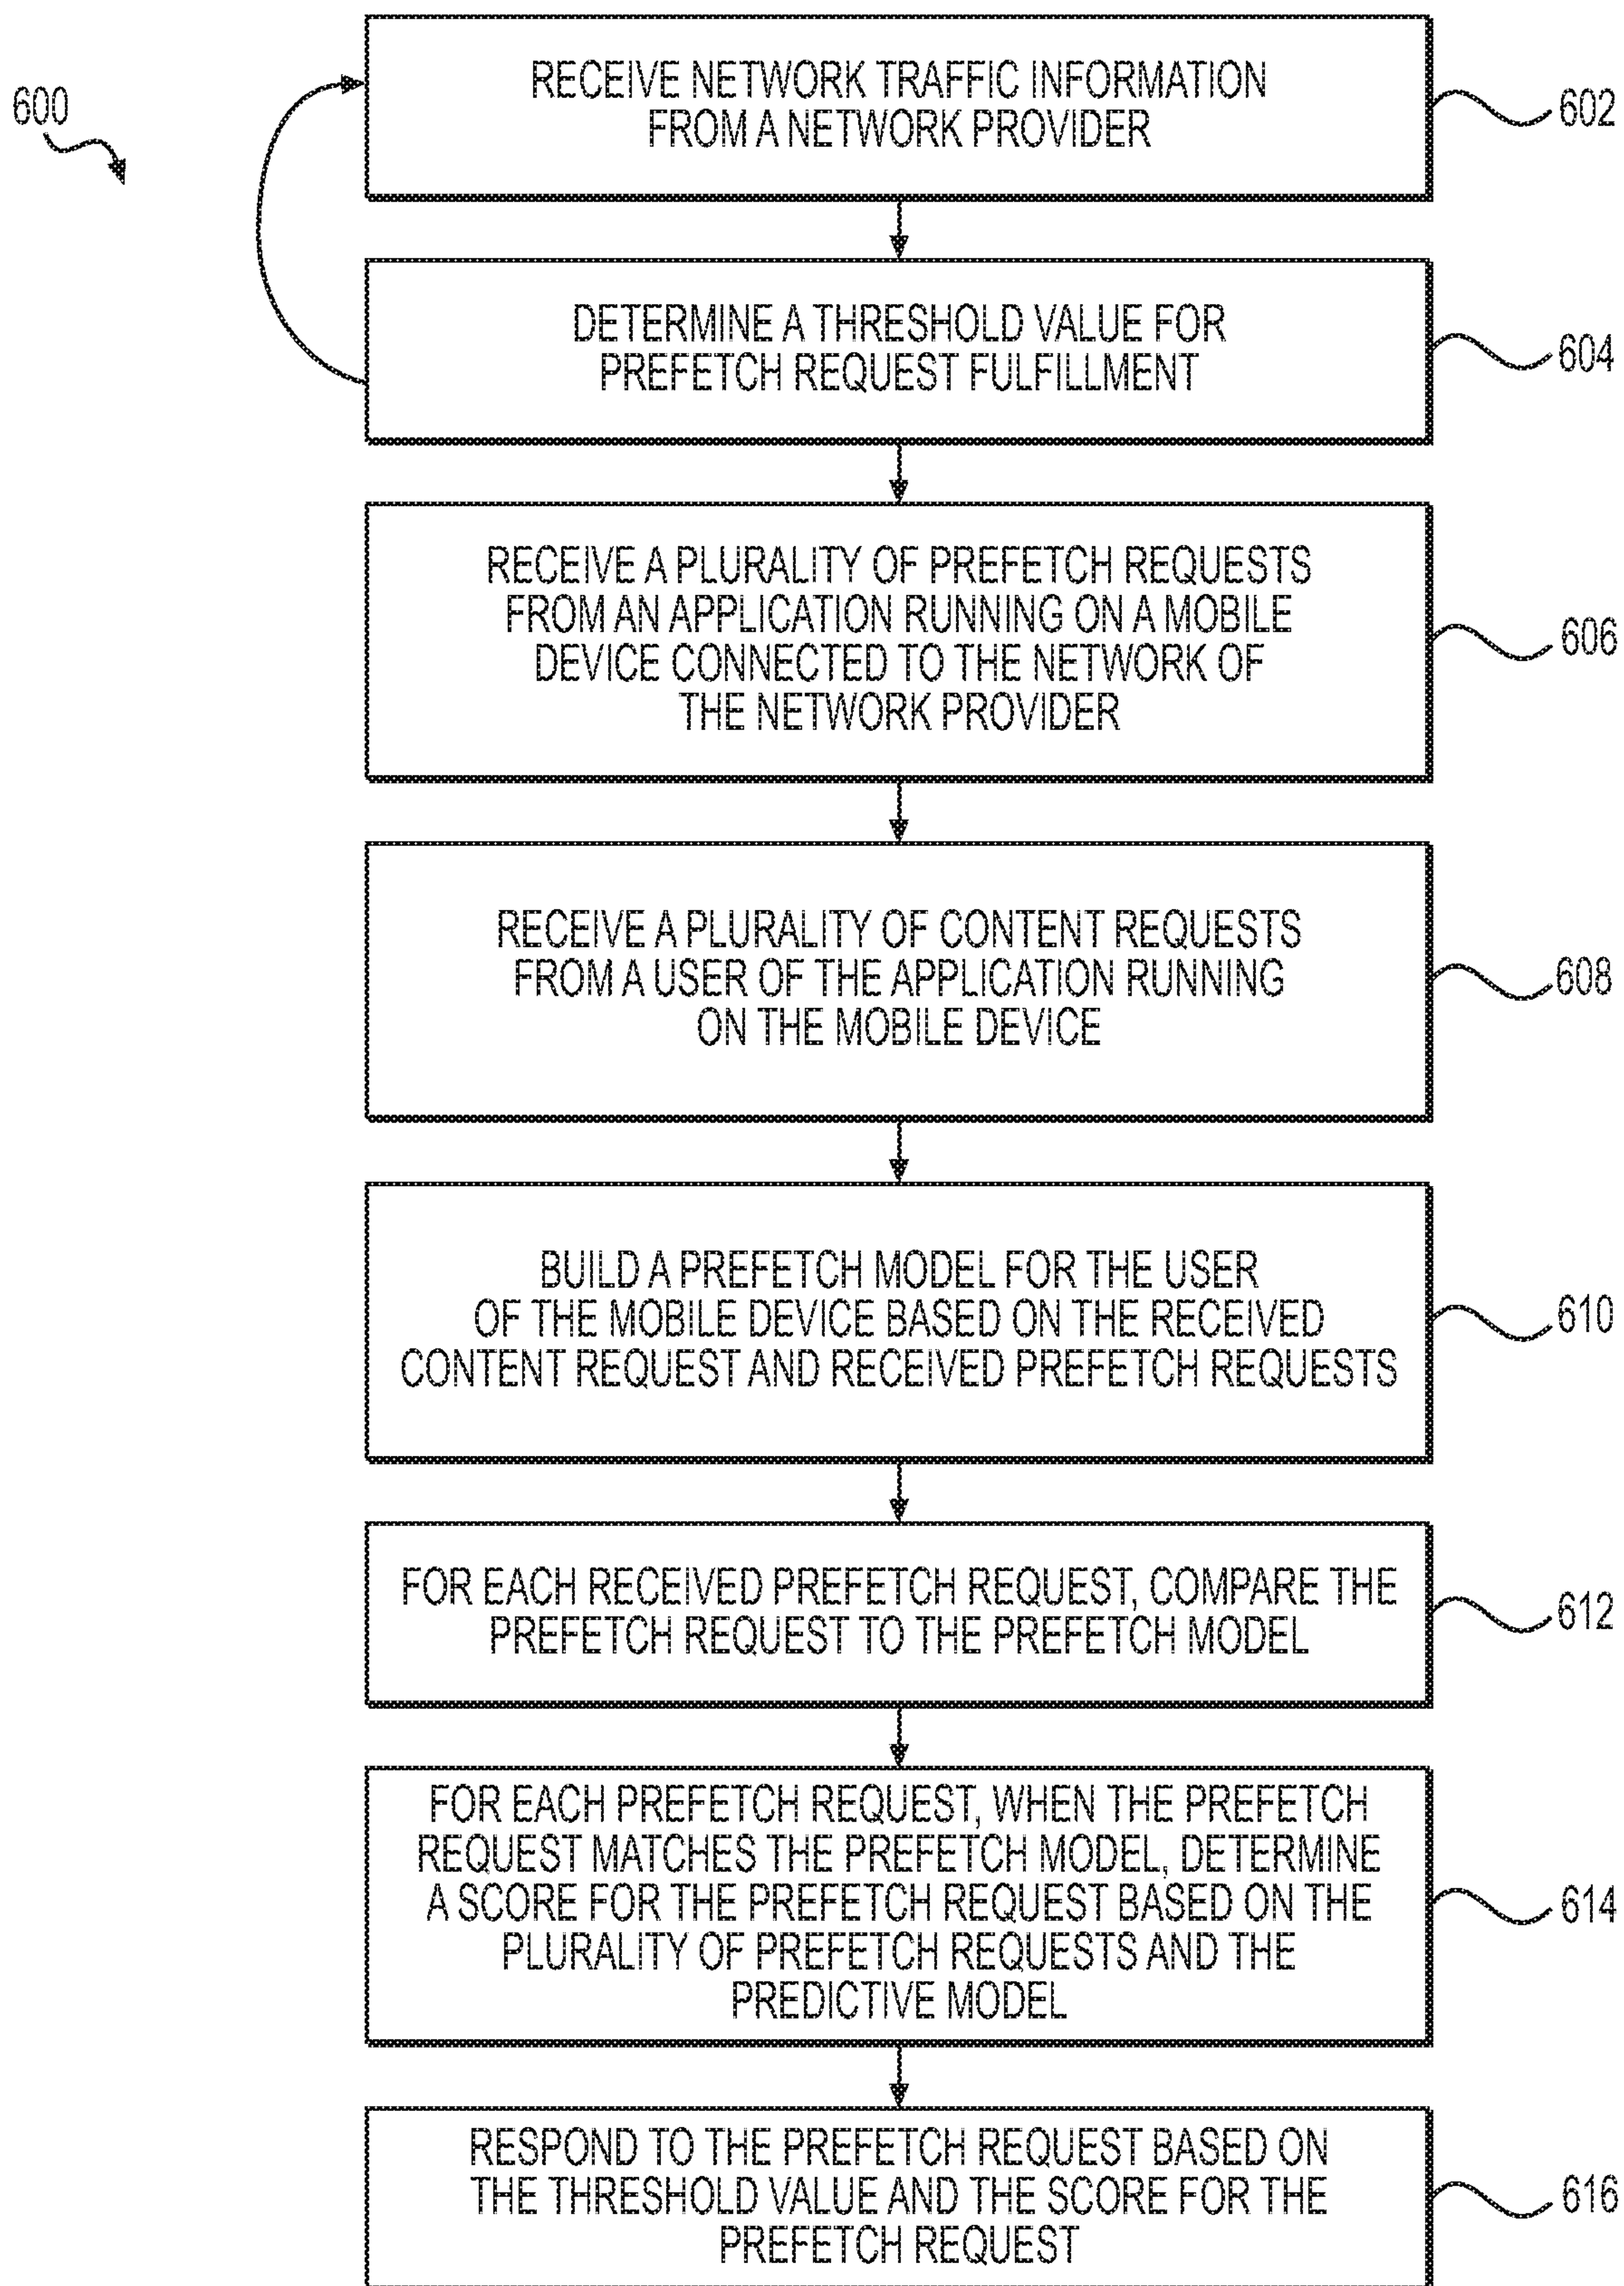 600
RECEIVE NETWORK TRAFFIC INFORMATION
FROM A NETWORK PROVIDER
602
DETERMINE A THRESHOLD VALUE FOR
PREFETCH REQUEST FULFILLMENT
604
RECEIVE A PLURALITY OF PREFETCH REQUESTS
FROM AN APPLICATION RUNNING ON A MOBILE
DEVICE CONNECTED TO THE NETWORK OF
THE NETWORK PROVIDER
606
RECEIVE A PLURALITY OF CONTENT REQUESTS
FROM A USER OF THE APPLICATION RUNNING
ON THE MOBILE DEVICE
608
BUILD A PREFETCH MODEL FOR THE USER
OF THE MOBILE DEVICE BASED ON THE RECEIVED
CONTENT REQUEST AND RECEIVED PREFETCH REQUESTS
610
FOR EACH RECEIVED PREFETCH REQUEST, COMPARE THE
PREFETCH REQUEST TO THE PREFETCH MODEL
612
FOR EACH PREFETCH REQUEST, WHEN THE PREFETCH
REQUEST MATCHES THE PREFETCH MODEL, DETERMINE
A SCORE FOR THE PREFETCH REQUEST BASED ON THE
PLURALITY OF PREFETCH REQUESTS AND THE
PREDICTIVE MODEL
614
RESPOND TO THE PREFETCH REQUEST BASED ON
THE THRESHOLD VALUE AND THE SCORE FOR THE
PREFETCH REQUEST
616